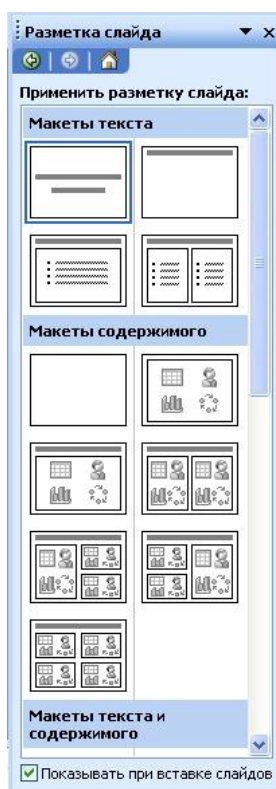 Разметка слайда
Применить разметку слайда:
Макеты текста
Макеты содержимого
Макеты текста и
содержимого
Показывать при вставке слайдов